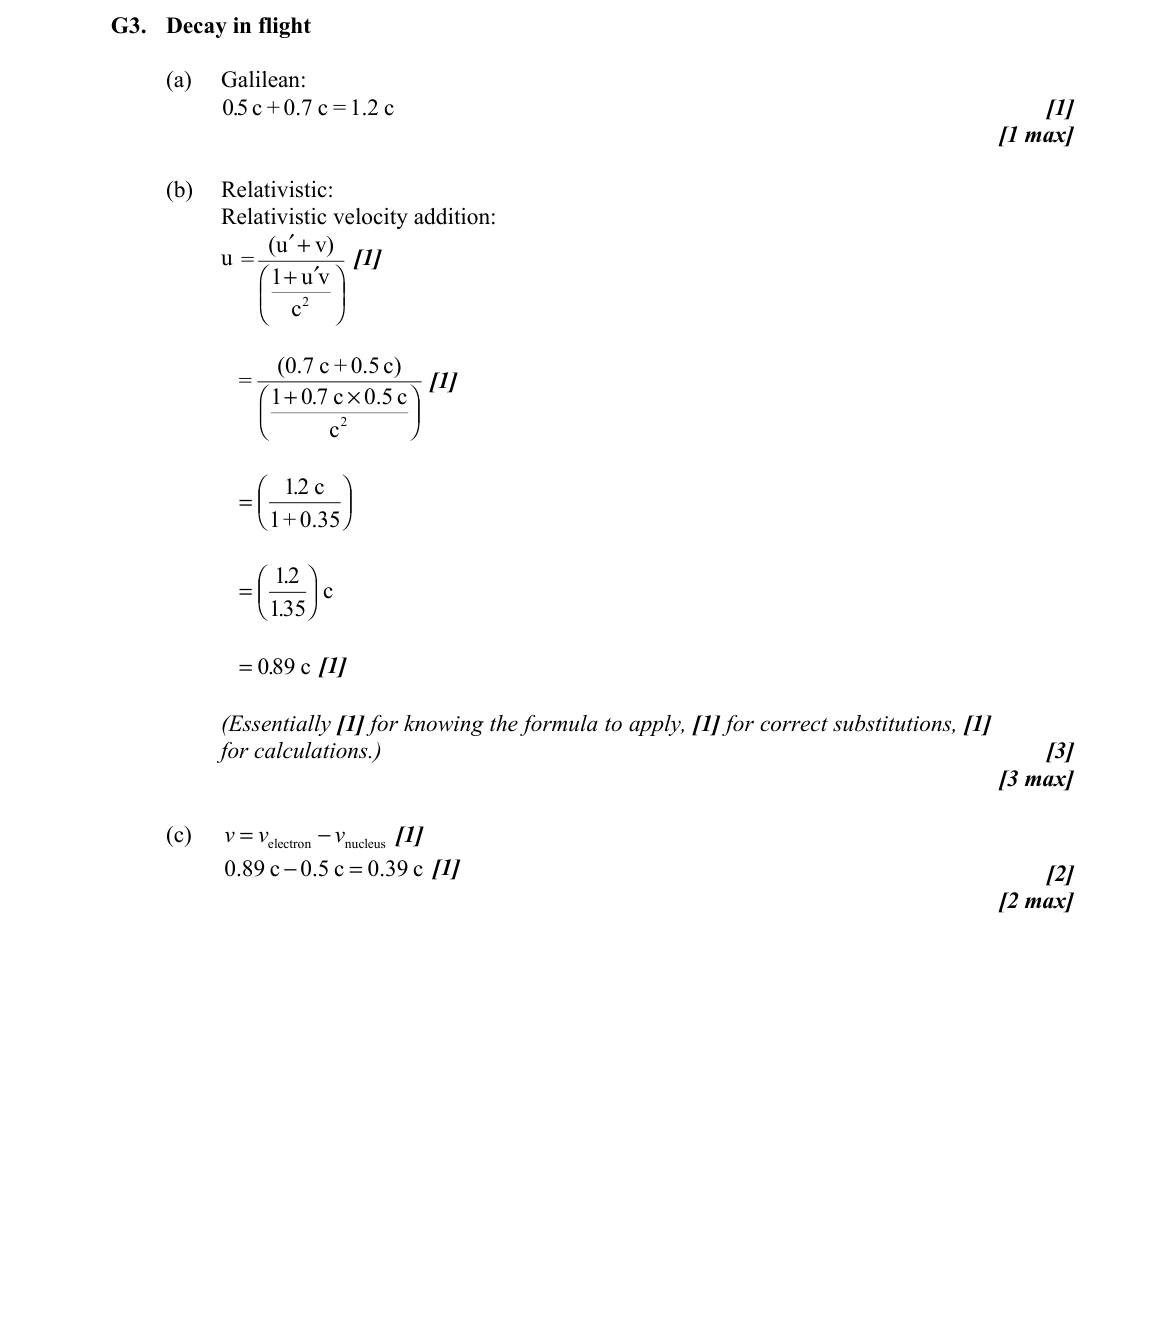 G3. Decay in flight
(a) Galilean:
0.5 c + 0.7 c = 1.2 c [1]
[1 max]
(b) Relativistic:
Relativistic velocity addition:
u = (u′ + v) / ((1 + u′v) / c²) [1]
= (0.7 c + 0.5 c) / ((1 + 0.7 c × 0.5 c) / c²) [1]
= (1.2 c / (1 + 0.35))
= (1.2 / 1.35) c
= 0.89 c [1]
(Essentially [1] for knowing the formula to apply, [1] for correct substitutions, [1]
for calculations.) [3]
[3 max]
(c) v = v_electron − v_nucleus [1]
0.89 c − 0.5 c = 0.39 c [1]
[2]
[2 max]